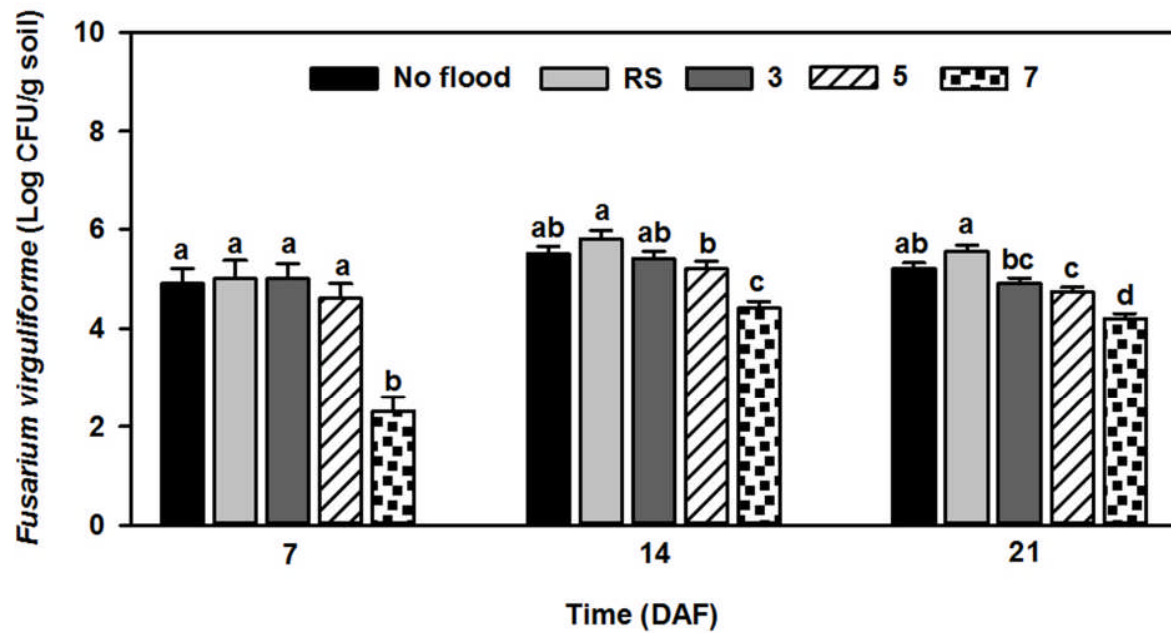 Fusarium virguliforme (Log CFU/g soil)
10
8
6
4
2
0
No flood RS 3 5 7
a a a a b
ab a ab b c
ab a bc c d
7 14 21
Time (DAF)